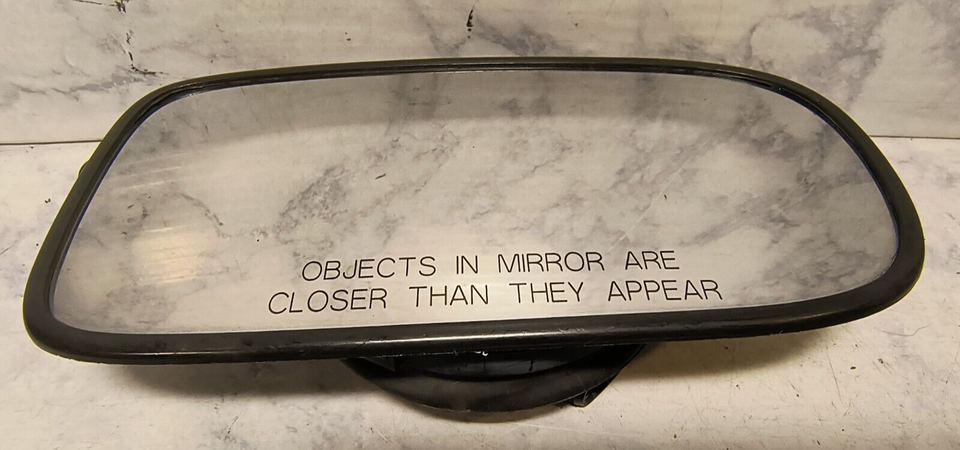 OBJECTS IN MIRROR ARE
CLOSER THAN THEY APPEAR